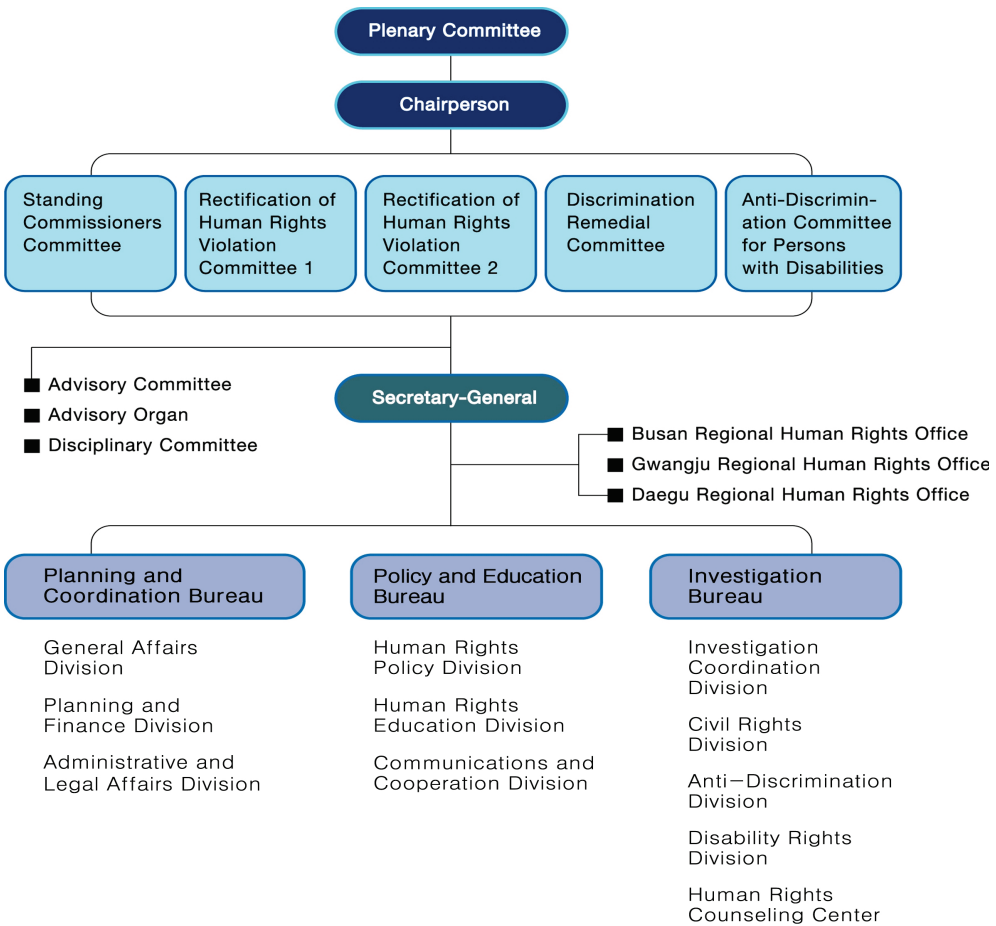 Plenary Committee
Chairperson
Standing
Commissioners
Committee
Rectification of
Human Rights
Violation
Committee 1
Rectification of
Human Rights
Violation
Committee 2
Discrimination
Remedial
Committee
Anti-Discrimin-
ation Committee
for Persons
with Disabilities
Advisory Committee
Advisory Organ
Disciplinary Committee
Secretary-General
Busan Regional Human Rights Office
Gwangju Regional Human Rights Office
Daegu Regional Human Rights Office
Planning and
Coordination Bureau
General Affairs
Division
Planning and
Finance Division
Administrative and
Legal Affairs Division
Policy and Education
Bureau
Human Rights
Policy Division
Human Rights
Education Division
Communications and
Cooperation Division
Investigation
Bureau
Investigation
Coordination
Division
Civil Rights
Division
Anti-Discrimination
Division
Disability Rights
Division
Human Rights
Counseling Center